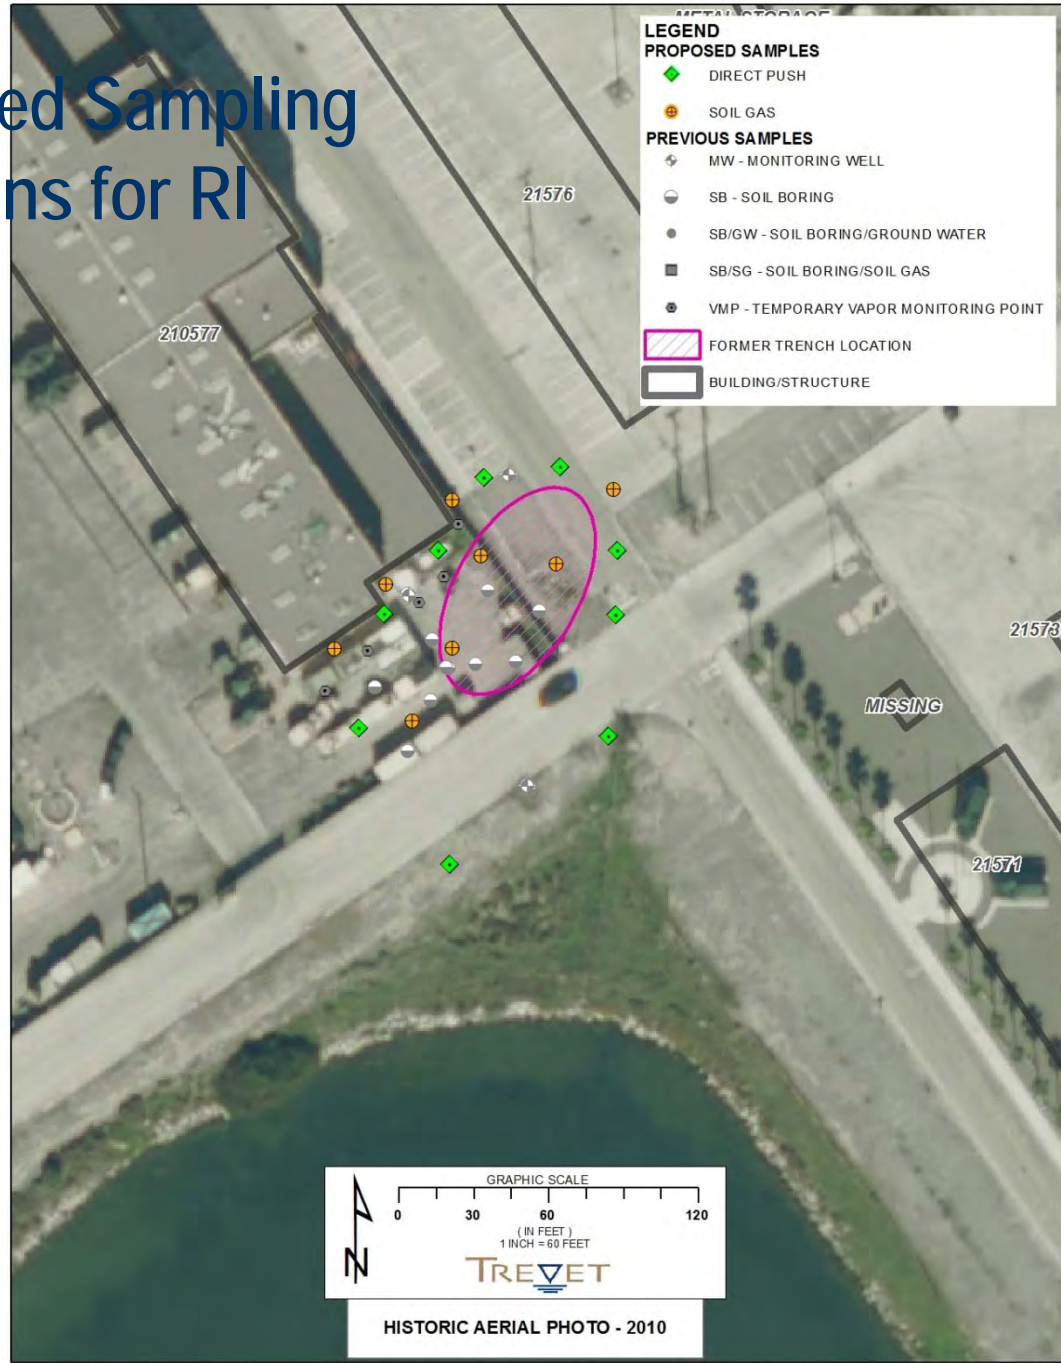 ed Sampling
ns for RI
METAL STORAGE
LEGEND
PROPOSED SAMPLES
DIRECT PUSH
SOIL GAS
PREVIOUS SAMPLES
MW - MONITORING WELL
SB - SOIL BORING
SB/GW - SOIL BORING/GROUND WATER
SB/SG - SOIL BORING/SOIL GAS
VMP - TEMPORARY VAPOR MONITORING POINT
FORMER TRENCH LOCATION
BUILDING/STRUCTURE
21576
210577
21573
MISSING
21571
GRAPHIC SCALE
0 30 60 120
( IN FEET )
1 INCH = 60 FEET
N
TREVET
HISTORIC AERIAL PHOTO - 2010